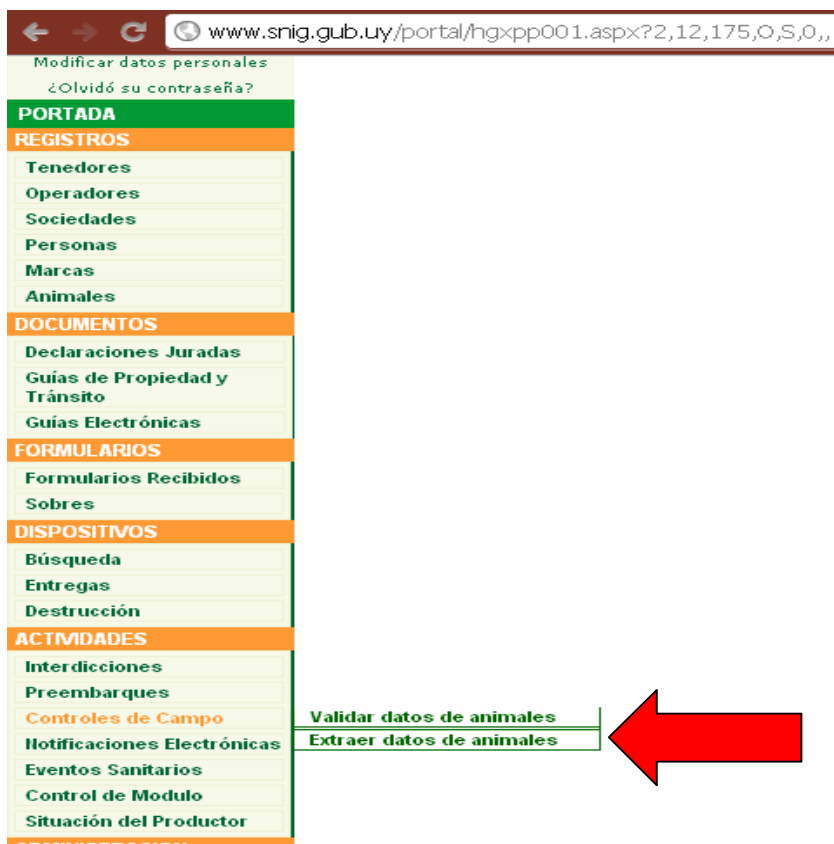 www.snig.gub.uy/portal/hgxpp001.aspx?2,12,175,O,S,0,,
Modificar datos personales
¿Olvidó su contraseña?
PORTADA
REGISTROS
Tenedores
Operadores
Sociedades
Personas
Marcas
Animales
DOCUMENTOS
Declaraciones Juradas
Guías de Propiedad y
Tránsito
Guías Electrónicas
FORMULARIOS
Formularios Recibidos
Sobres
DISPOSITIVOS
Búsqueda
Entregas
Destrucción
ACTIVIDADES
Interdicciones
Preembarques
Controles de Campo
Validar datos de animales
Notificaciones Electrónicas
Extraer datos de animales
Eventos Sanitarios
Control de Modulo
Situación del Productor